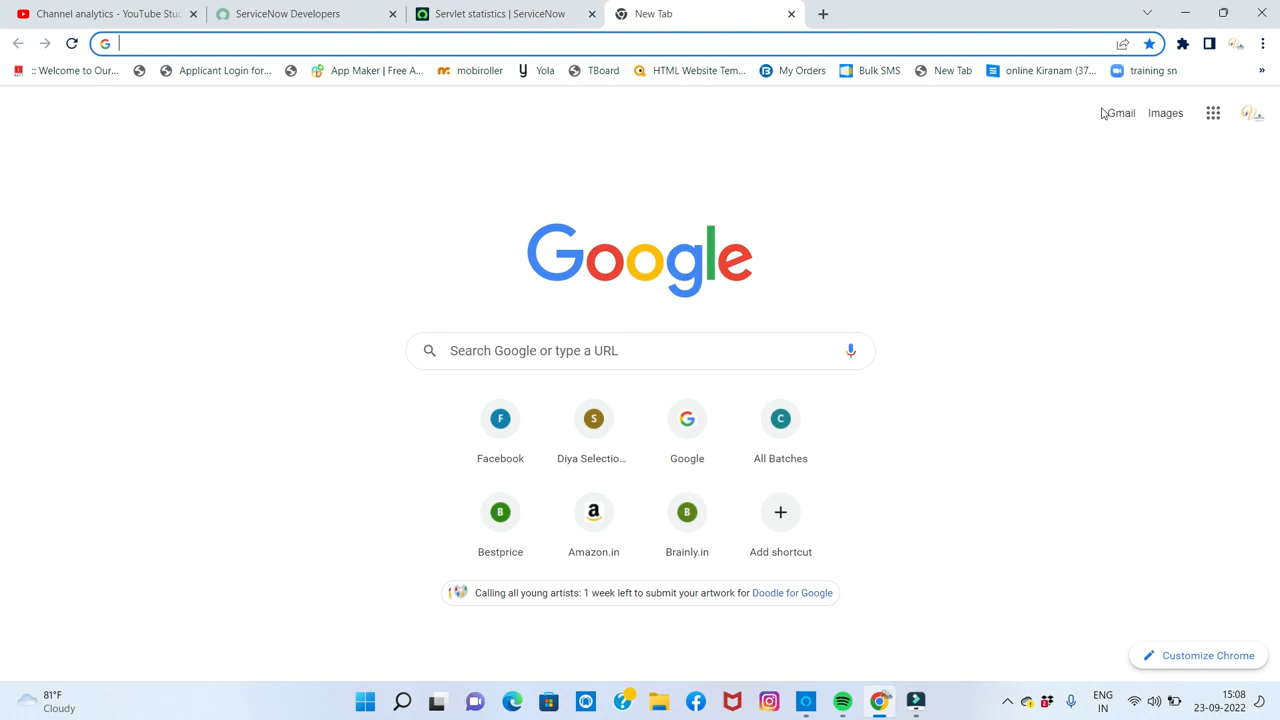 Channel analytics - YouTube Stud
ServiceNow Developers
Servlet statistics | ServiceNow
New Tab
:: Welcome to Our...
Applicant Login for...
App Maker | Free A...
mobiroller
Yola
TBoard
HTML Website Tem...
My Orders
Bulk SMS
New Tab
online Kiranam (37...
training sn
»
Gmail
Images
Google
Search Google or type a URL
F
S
G
C
Facebook
Diya Selectio...
Google
All Batches
B
a
B
Bestprice
Amazon.in
Brainly.in
Add shortcut
Calling all young artists: 1 week left to submit your artwork for Doodle for Google
Customize Chrome
81°F
Cloudy
ENG
IN
15:08
23-09-2022